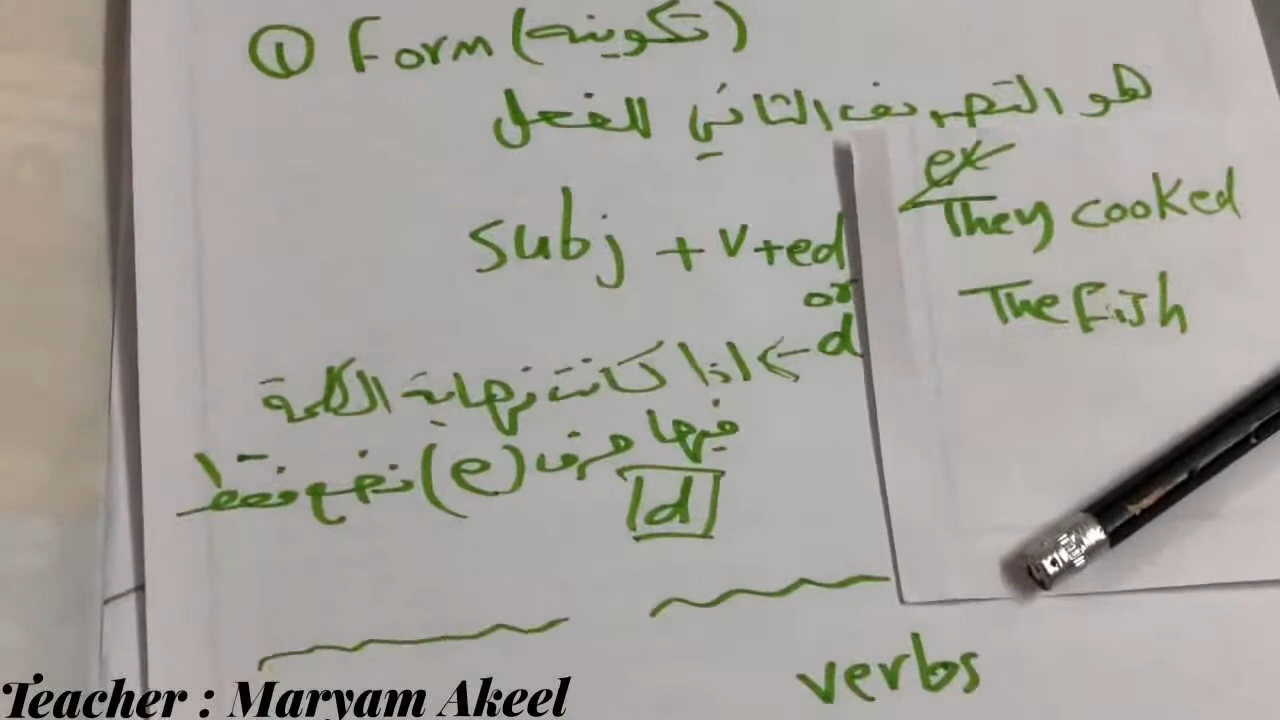 ① Form (تكوينه)
هو التصريف الثاني للفعل
subj + v+ed
or
d
← اذا كانت نهاية الكلمة
فيها حرف (e) نضع فقط
d
ex
They cooked
The Fish
verbs
Teacher : Maryam Akeel